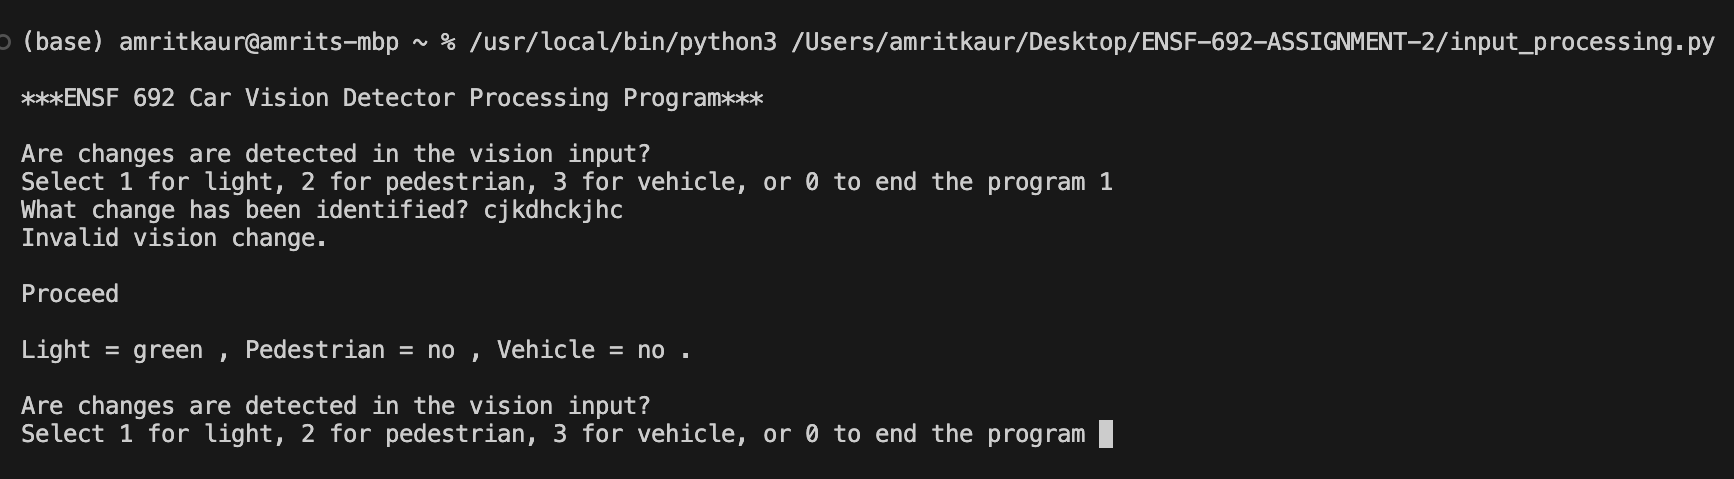 (base) amritkaur@amrits-mbp ~ % /usr/local/bin/python3 /Users/amritkaur/Desktop/ENSF-692-ASSIGNMENT-2/input_processing.py
***ENSF 692 Car Vision Detector Processing Program***
Are changes are detected in the vision input?
Select 1 for light, 2 for pedestrian, 3 for vehicle, or 0 to end the program 1
What change has been identified? cjkdhckjhc
Invalid vision change.
Proceed
Light = green , Pedestrian = no , Vehicle = no .
Are changes are detected in the vision input?
Select 1 for light, 2 for pedestrian, 3 for vehicle, or 0 to end the program